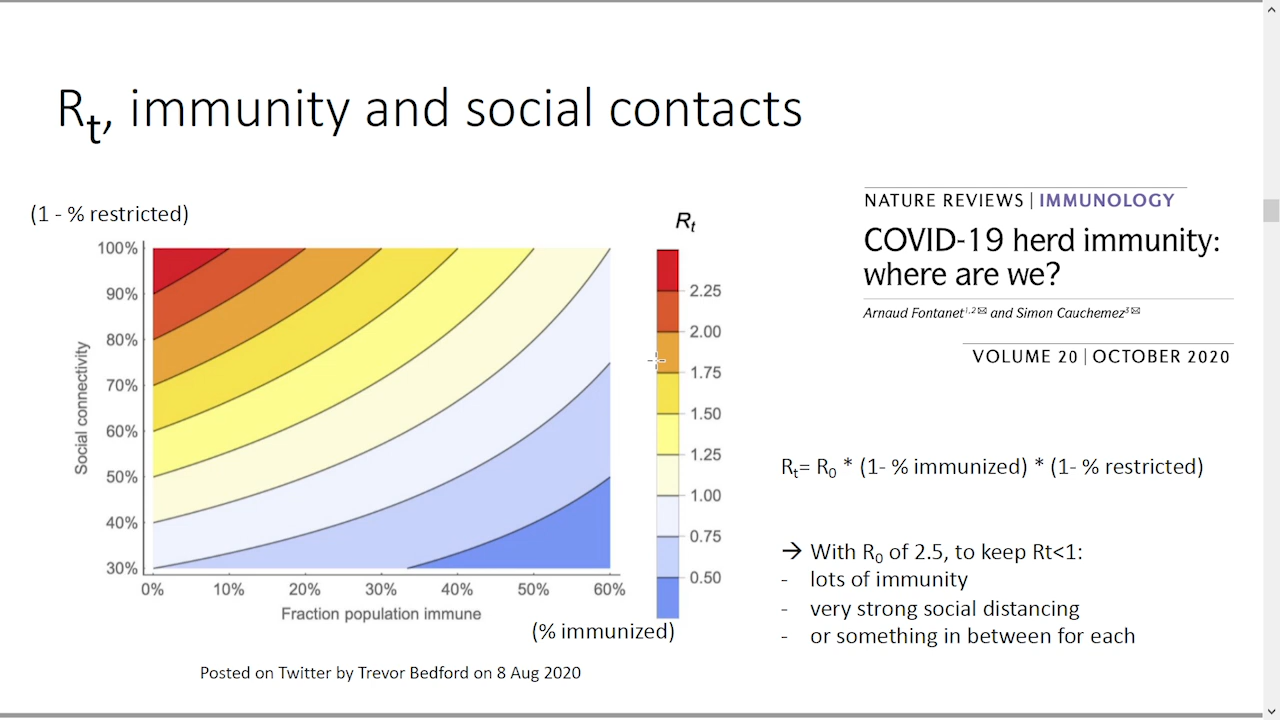 Rt, immunity and social contacts
(1 - % restricted)
Rt
100%
90%
80%
70%
60%
50%
40%
30%
Social connectivity
0% 10% 20% 30% 40% 50% 60%
Fraction population immune
(% immunized)
2.25
2.00
1.75
1.50
1.25
1.00
0.75
0.50
Posted on Twitter by Trevor Bedford on 8 Aug 2020
NATURE REVIEWS | IMMUNOLOGY
COVID-19 herd immunity:
where are we?
Arnaud Fontanet1,2✉ and Simon Cauchemez3✉
VOLUME 20 | OCTOBER 2020
Rt= R0 * (1- % immunized) * (1- % restricted)
→ With R0 of 2.5, to keep Rt<1:
- lots of immunity
- very strong social distancing
- or something in between for each